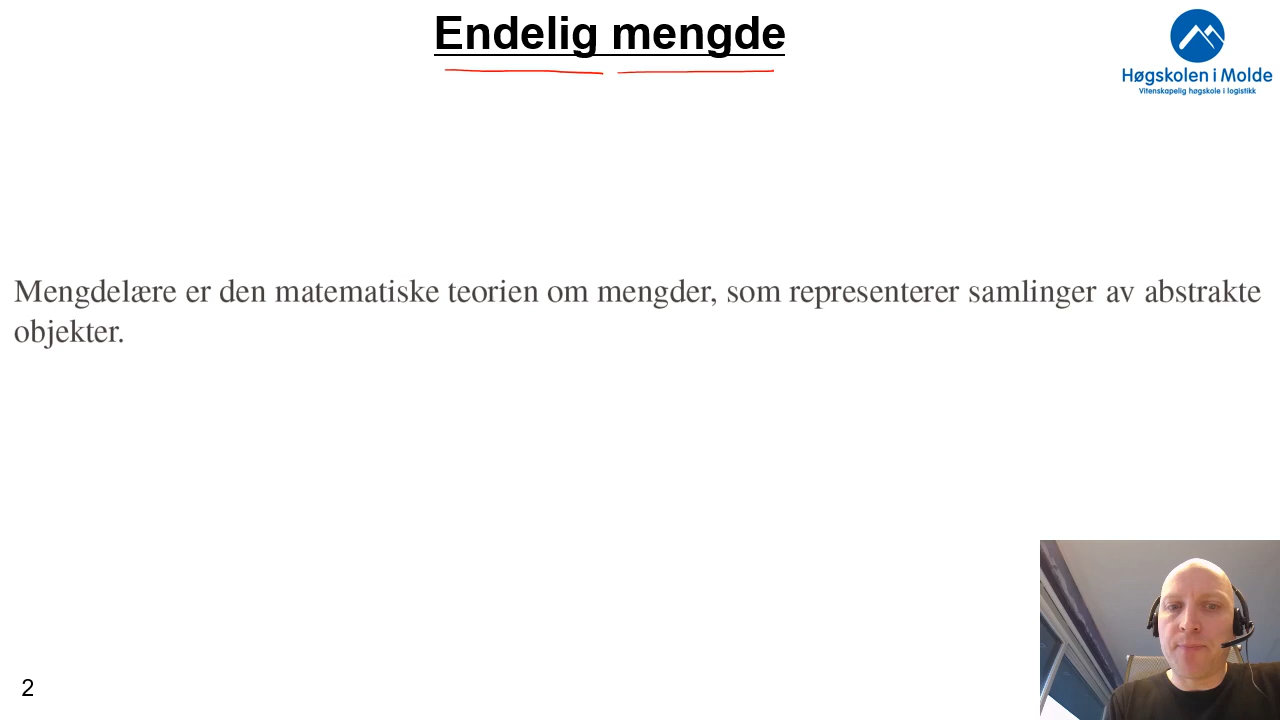 Endelig mengde
Høgskolen i Molde
Vitenskapelig høgskole i logistikk
Mengdelære er den matematiske teorien om mengder, som representerer samlinger av abstrakte
objekter.
2